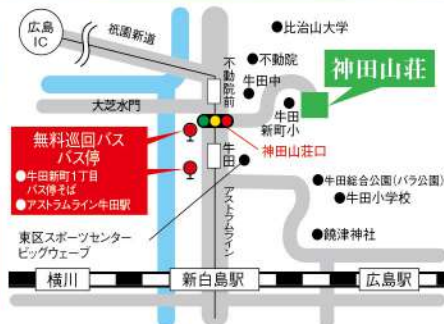 広島
IC
祇園新道
比治山大学
不動院
不動院前
牛田中
神田山荘
大芝水門
牛田
新町小
無料巡回バス
バス停
●牛田新町1丁目
バス停そば
●アストラムライン牛田駅
神田山荘口
牛田
アストラムライン
牛田総合公園(バラ公園)
牛田小学校
東区スポーツセンター
ビッグウェーブ
饒津神社
横川
新白島駅
広島駅